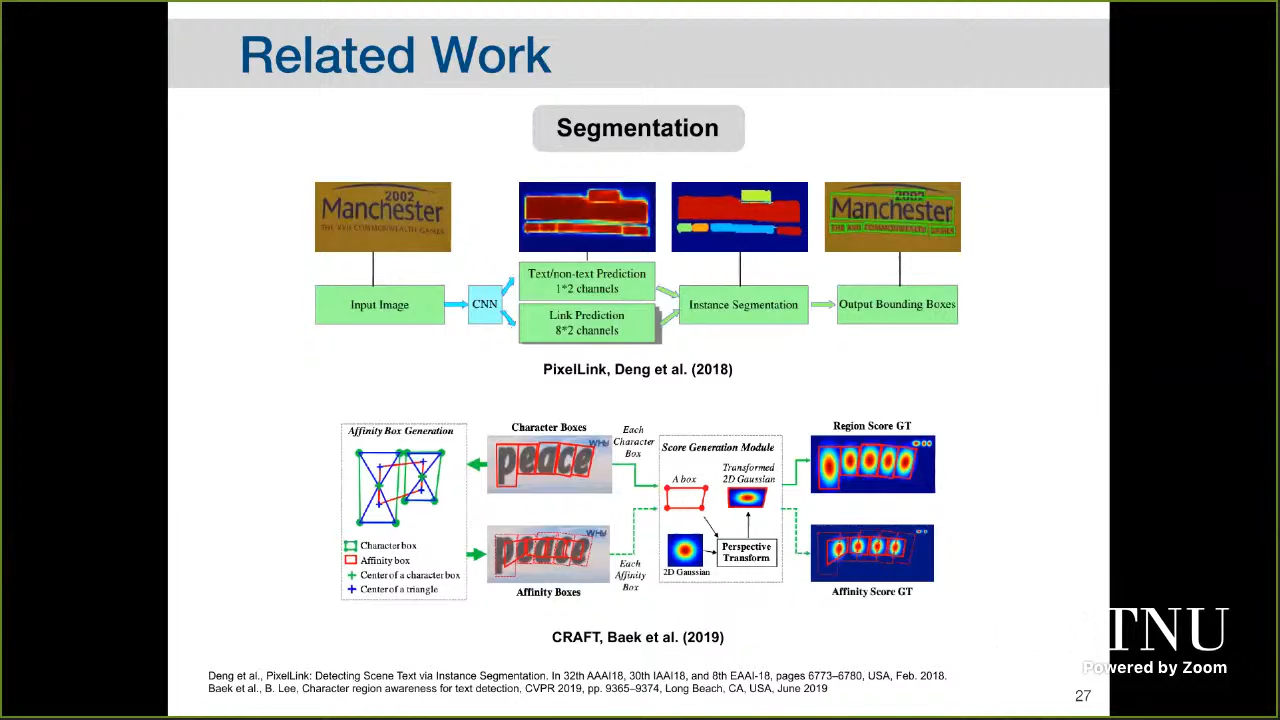 Related Work
Segmentation
2002
Manchester
THE XVII COMMONWEALTH GAMES
2002
Manchester
THE XVII COMMONWEALTH GAMES
Input Image
CNN
Text/non-text Prediction
1*2 channels
Link Prediction
8*2 channels
Instance Segmentation
Output Bounding Boxes
PixelLink, Deng et al. (2018)
Affinity Box Generation
Character box
Affinity box
Center of a character box
Center of a triangle
Character Boxes
peace
WHY
peace
WHY
Affinity Boxes
Each
Character
Box
Each
Affinity
Box
Score Generation Module
A box
Transformed
2D Gaussian
2D Gaussian
Perspective
Transform
Region Score GT
Affinity Score GT
CRAFT, Baek et al. (2019)
Deng et al., PixelLink: Detecting Scene Text via Instance Segmentation. In 32th AAAI18, 30th IAAI18, and 8th EAAI-18, pages 6773–6780, USA, Feb. 2018.
Baek et al., B. Lee, Character region awareness for text detection, CVPR 2019, pp. 9365–9374, Long Beach, CA, USA, June 2019
TNU
Powered by Zoom
27